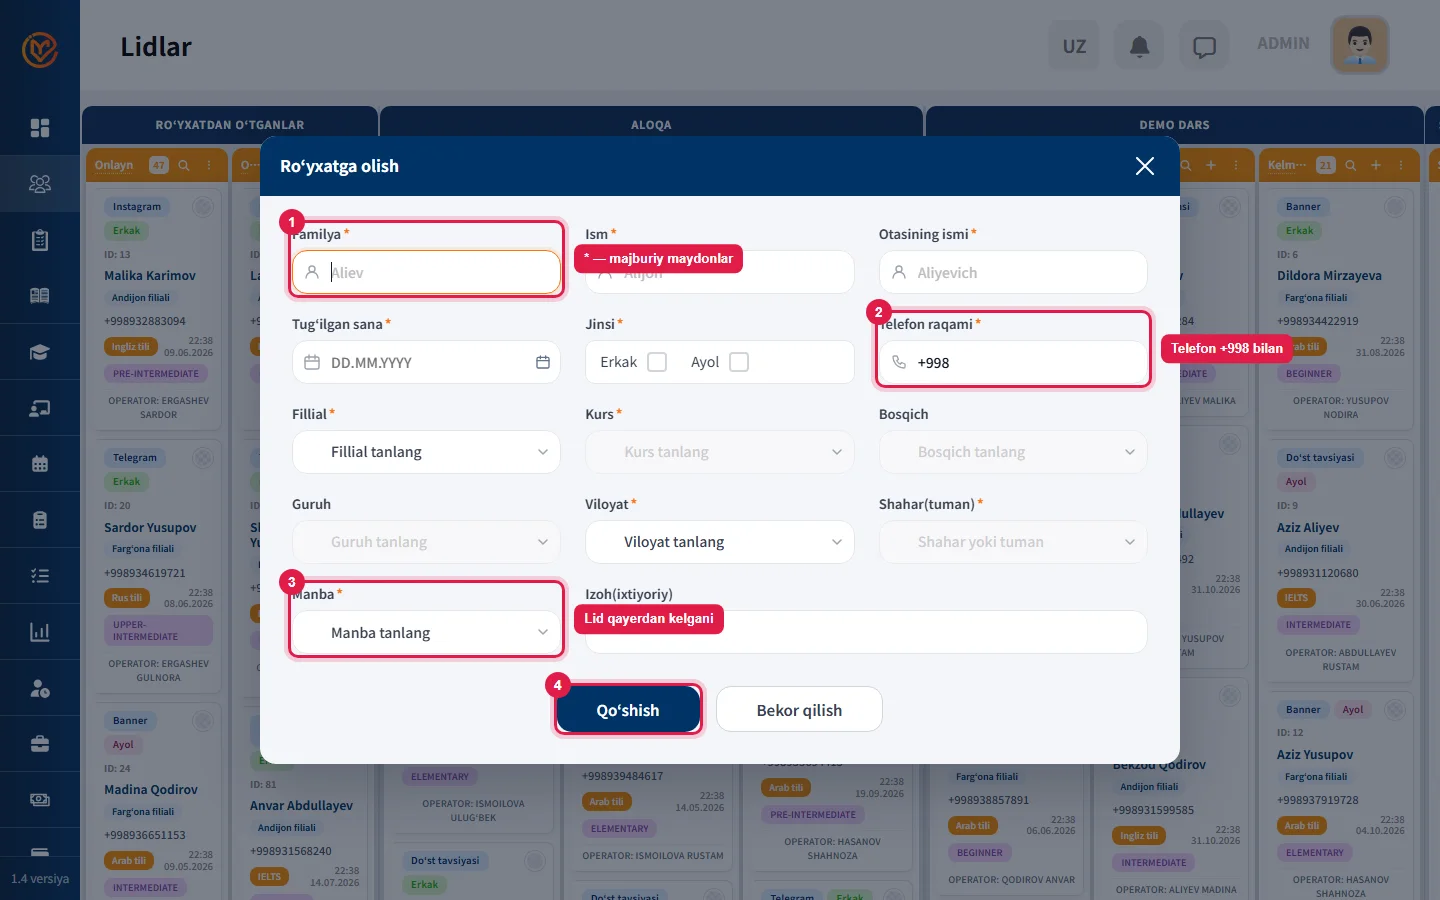 Lidlar
UZ
ADMIN
RO‘YXATDAN O‘TGANLAR
ALOQA
DEMO DARS
Onlayn 47
Kelm··· 21
Ro‘yxatga olish
1
Familya *
Aliev
Ism *
* — majburiy maydonlar
Alijon
Otasining ismi *
Aliyevich
Tug‘ilgan sana *
DD.MM.YYYY
Jinsi *
Erkak
Ayol
2
Telefon raqami *
+998
Telefon +998 bilan
Fillial *
Fillial tanlang
Kurs *
Kurs tanlang
Bosqich
Bosqich tanlang
Guruh
Guruh tanlang
Viloyat *
Viloyat tanlang
Shahar(tuman) *
Shahar yoki tuman
3
Manba *
Manba tanlang
Izoh(ixtiyoriy)
Lid qayerdan kelgani
4
Qo‘shish
Bekor qilish
Instagram
Erkak
ID: 13
Malika Karimov
Andijon filiali
+998932883094
Ingliz tili
22:38
09.06.2026
PRE-INTERMEDIATE
OPERATOR: ERGASHEV
SARDOR
Telegram
Erkak
ID: 20
Sardor Yusupov
Farg‘ona filiali
+998934619721
Rus tili
22:38
08.06.2026
UPPER-
INTERMEDIATE
OPERATOR: ERGASHEV
GULNORA
Banner
Ayol
ID: 24
Madina Qodirov
Farg‘ona filiali
+998936651153
Arab tili
22:38
09.05.2026
INTERMEDIATE
ID: 81
Anvar Abdullayev
Andijon filiali
+998931568240
IELTS
22:38
14.07.2026
ELEMENTARY
OPERATOR: ISMOILOVA
ULUG‘BEK
Do‘st tavsiyasi
Erkak
+998939484617
Arab tili
22:38
14.05.2026
ELEMENTARY
OPERATOR: ISMOILOVA RUSTAM
Do‘st tavsiyasi
Arab tili
22:38
19.09.2026
PRE-INTERMEDIATE
OPERATOR: HASANOV
SHAHNOZA
Telegram
Erkak
Farg‘ona filiali
+998938857891
Arab tili
22:38
06.06.2026
BEGINNER
OPERATOR: QODIROV ANVAR
Bekzod Qodirov
Andijon filiali
+998931599585
Ingliz tili
22:38
31.10.2026
INTERMEDIATE
OPERATOR: ALIYEV MADINA
22:38
31.10.2026
Banner
Erkak
ID: 6
Dildora Mirzayeva
Farg‘ona filiali
+998934422919
22:38
31.08.2026
BEGINNER
OPERATOR: YUSUPOV
NODIRA
Do‘st tavsiyasi
Ayol
ID: 9
Aziz Aliyev
Andijon filiali
+998931120680
IELTS
22:38
30.06.2026
INTERMEDIATE
OPERATOR: ABDULLAYEV
RUSTAM
Banner
Ayol
ID: 12
Aziz Yusupov
Farg‘ona filiali
+998937919728
Arab tili
22:38
04.10.2026
ELEMENTARY
OPERATOR: HASANOV
SHAHNOZA
1.4 versiya